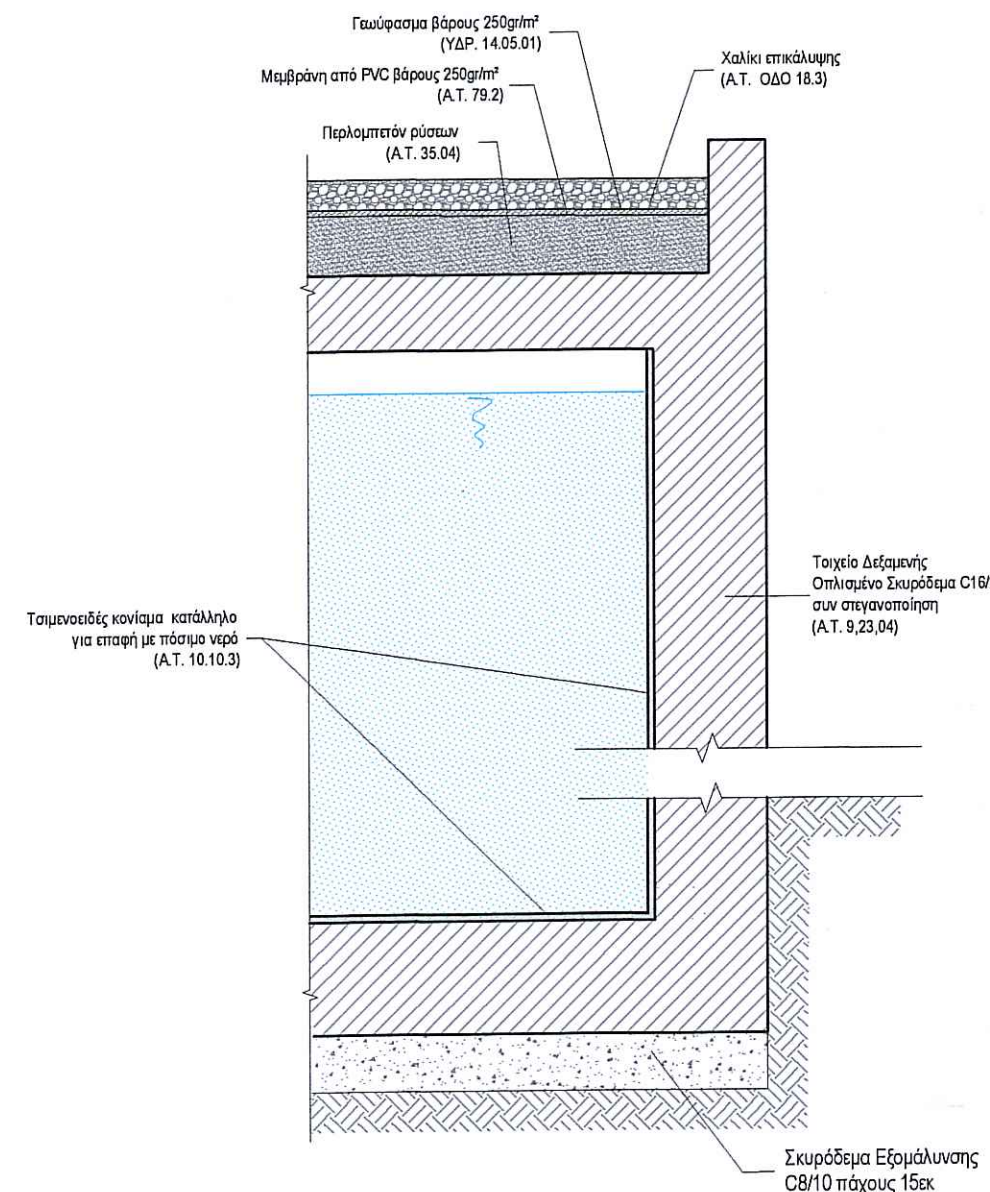 Γεωύφασμα βάρους 250gr/m²
(ΥΔΡ. 14.05.01)
Χαλίκι επικάλυψης
(Α.Τ. ΟΔΟ 18.3)
Μεμβράνη από PVC βάρους 250gr/m²
(Α.Τ. 79.2)
Περλομπετόν ρύσεων
(Α.Τ. 35.04)
Τοιχείο Δεξαμενής
Οπλισμένο Σκυρόδεμα C16/
συν στεγανοποίηση
(Α.Τ. 9,23,04)
Τσιμενοειδές κονίαμα κατάλληλο
για επαφή με πόσιμο νερό
(Α.Τ. 10.10.3)
Σκυρόδεμα Εξομάλυνσης
C8/10 πάχους 15εκ